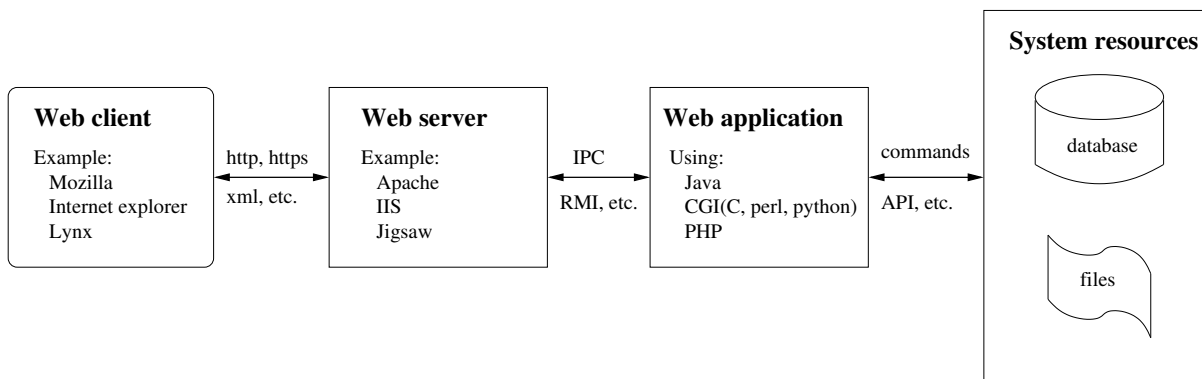 Web client
Example:
Mozilla
Internet explorer
Lynx
http, https
xml, etc.
Web server
Example:
Apache
IIS
Jigsaw
IPC
RMI, etc.
Web application
Using:
Java
CGI(C, perl, python)
PHP
commands
API, etc.
System resources
database
files